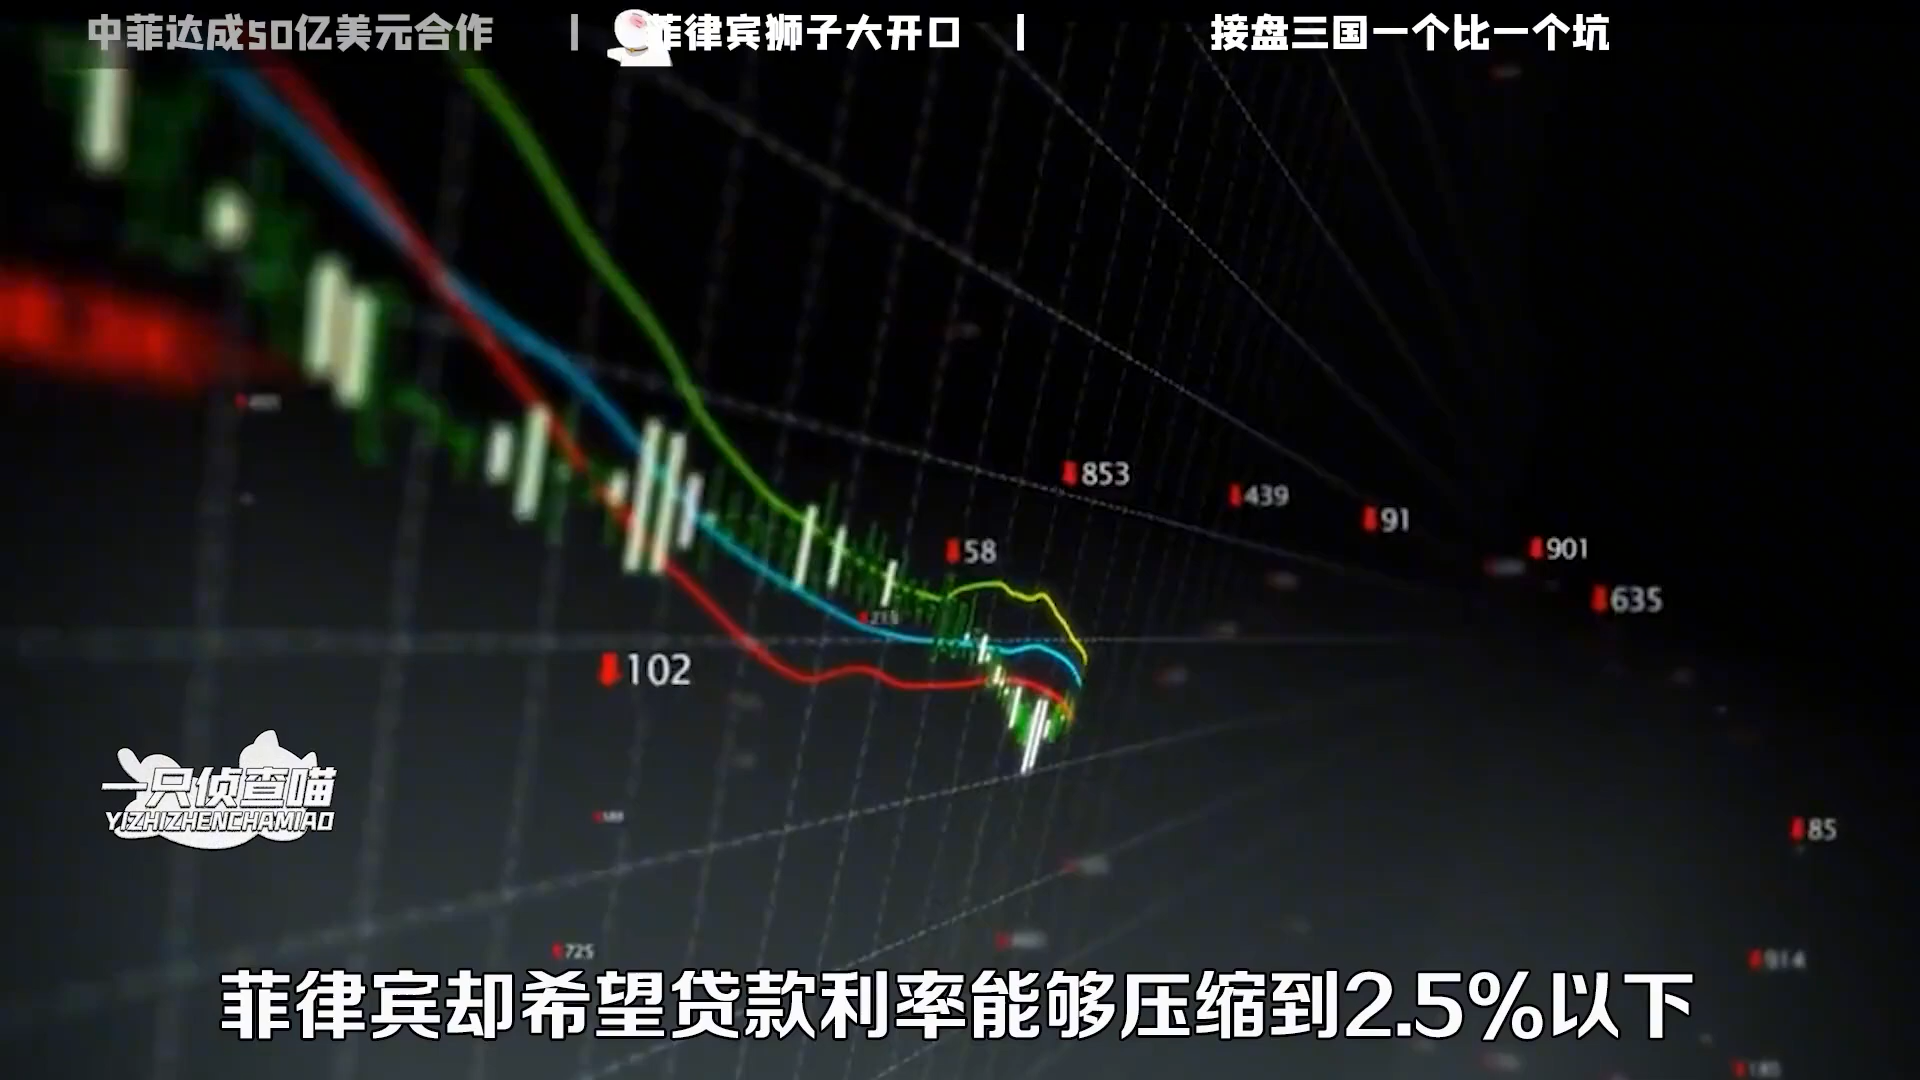 中菲达成50亿美元合作 | 菲律宾狮子大开口 | 接盘三国一个比一个坑
853
439
91
901
58
635
102
一只侦查喵
YIZHIZHENCHAMIAO
85
725
914
菲律宾却希望贷款利率能够压缩到2.5%以下